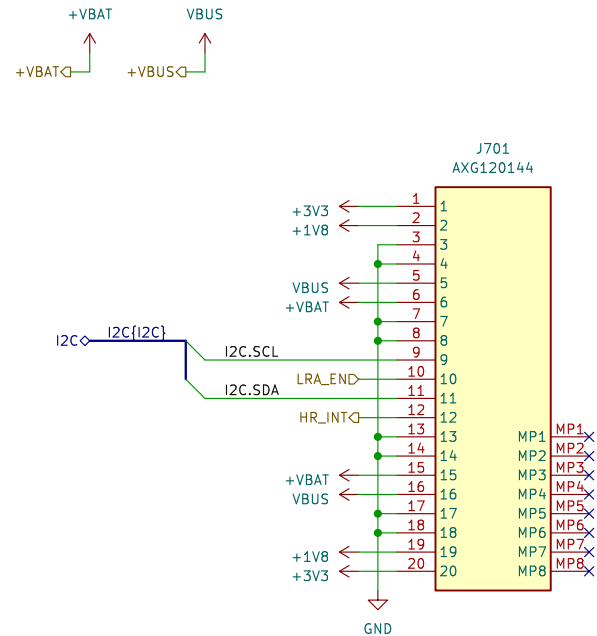 +VBAT
VBUS
+VBAT
+VBUS
J701
AXG120144
+3V3 1 1
+1V8 2 2
3 3
4 4
VBUS 5 5
+VBAT 6 6
7 7
8 8
I2C I2C{I2C}
I2C.SCL 9 9
LRA_EN 10 10
I2C.SDA 11 11
HR_INT 12 12
13 13 MP1 MP1
14 14 MP2 MP2
+VBAT 15 15 MP3 MP3
VBUS 16 16 MP4 MP4
17 17 MP5 MP5
18 18 MP6 MP6
+1V8 19 19 MP7 MP7
+3V3 20 20 MP8 MP8
GND